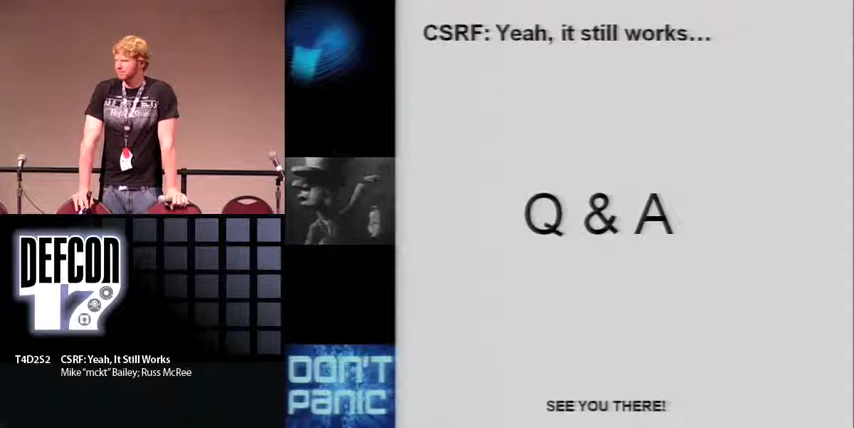 CSRF: Yeah, it still works...
Q & A
SEE YOU THERE!
DEFCON
17
T4D2S2 CSRF: Yeah, It Still Works
Mike "mckt" Bailey; Russ McRee
DON'T
PANIC